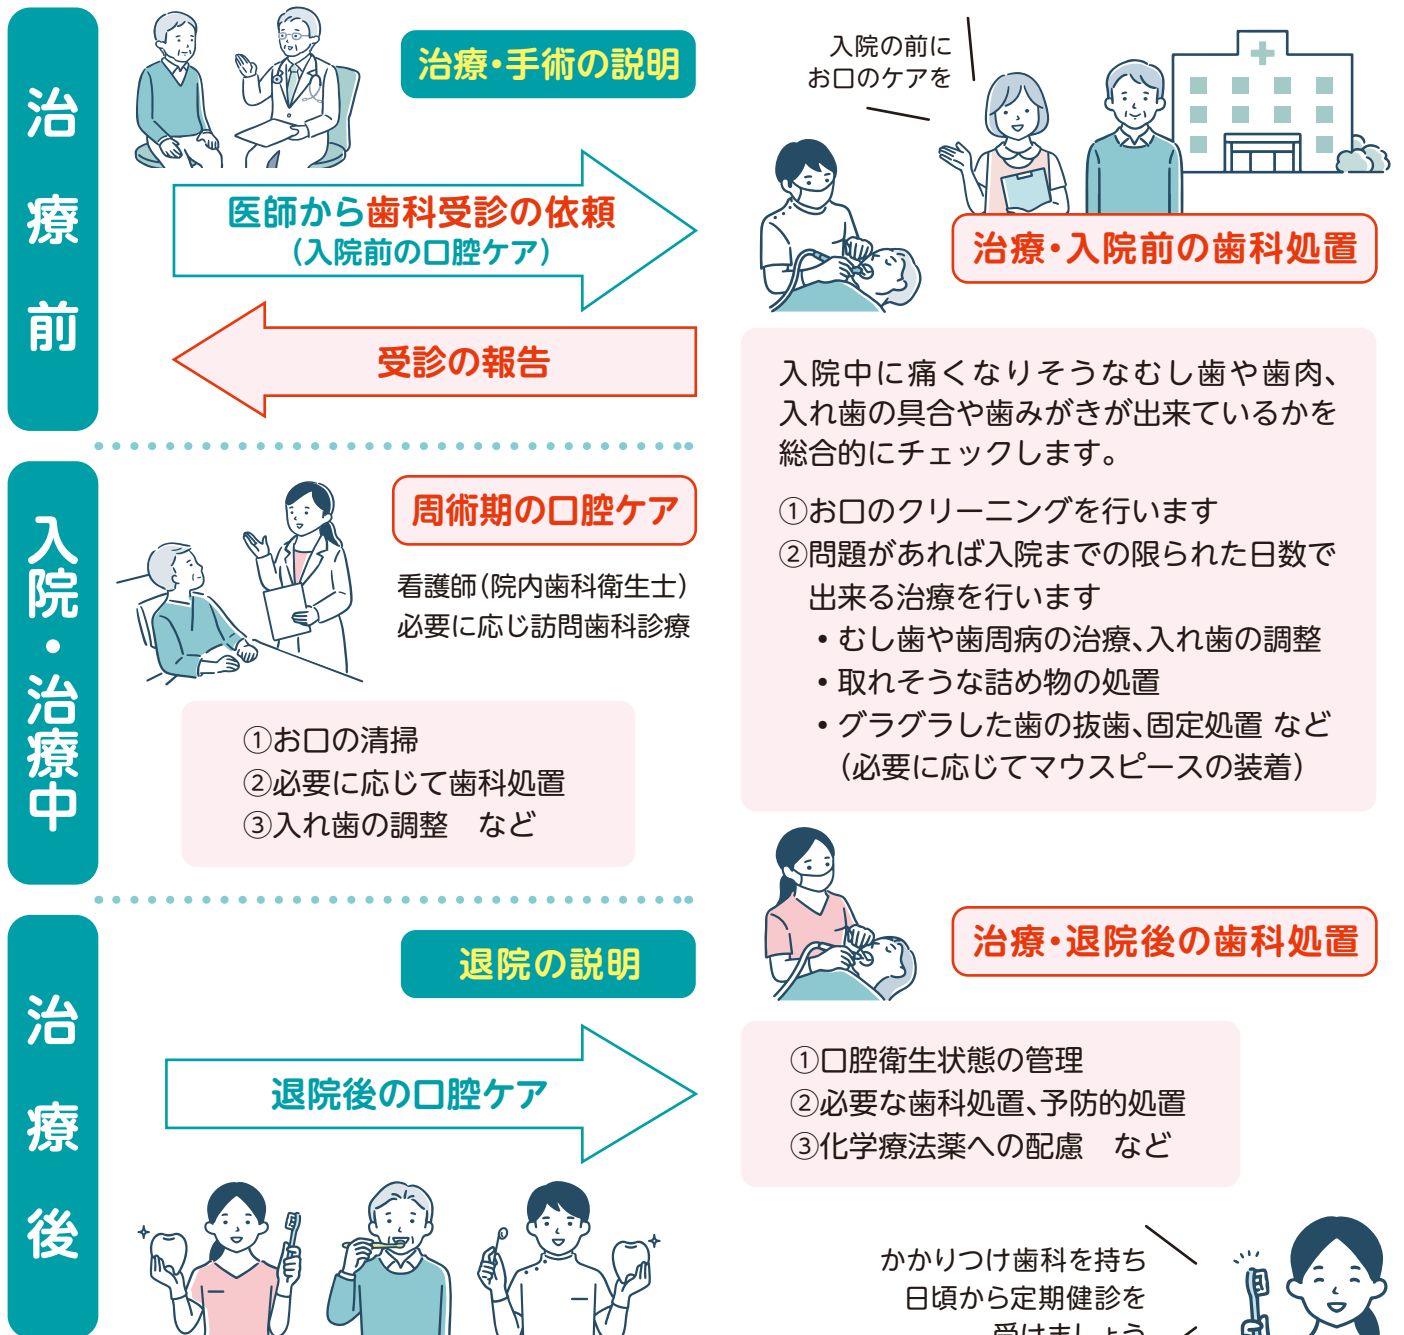 治療前
治療・手術の説明
医師から歯科受診の依頼
(入院前の口腔ケア)
受診の報告
入院の前に
お口のケアを
治療・入院前の歯科処置
入院中に痛くなりそうなむし歯や歯肉、
入れ歯の具合や歯みがきが出来ているかを
総合的にチェックします。
①お口のクリーニングを行います
②問題があれば入院までの限られた日数で
出来る治療を行います
・むし歯や歯周病の治療、入れ歯の調整
・取れそうな詰め物の処置
・グラグラした歯の抜歯、固定処置 など
(必要に応じてマウスピースの装着)
入院・治療中
周術期の口腔ケア
看護師(院内歯科衛生士)
必要に応じ訪問歯科診療
①お口の清掃
②必要に応じて歯科処置
③入れ歯の調整　など
治療後
退院の説明
退院後の口腔ケア
治療・退院後の歯科処置
①口腔衛生状態の管理
②必要な歯科処置、予防的処置
③化学療法薬への配慮　など
かかりつけ歯科を持ち
日頃から定期健診を
受けましょう